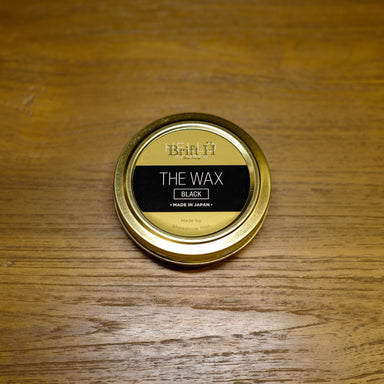 Brift H
THE WAX
BLACK
• MADE IN JAPAN •
Made by